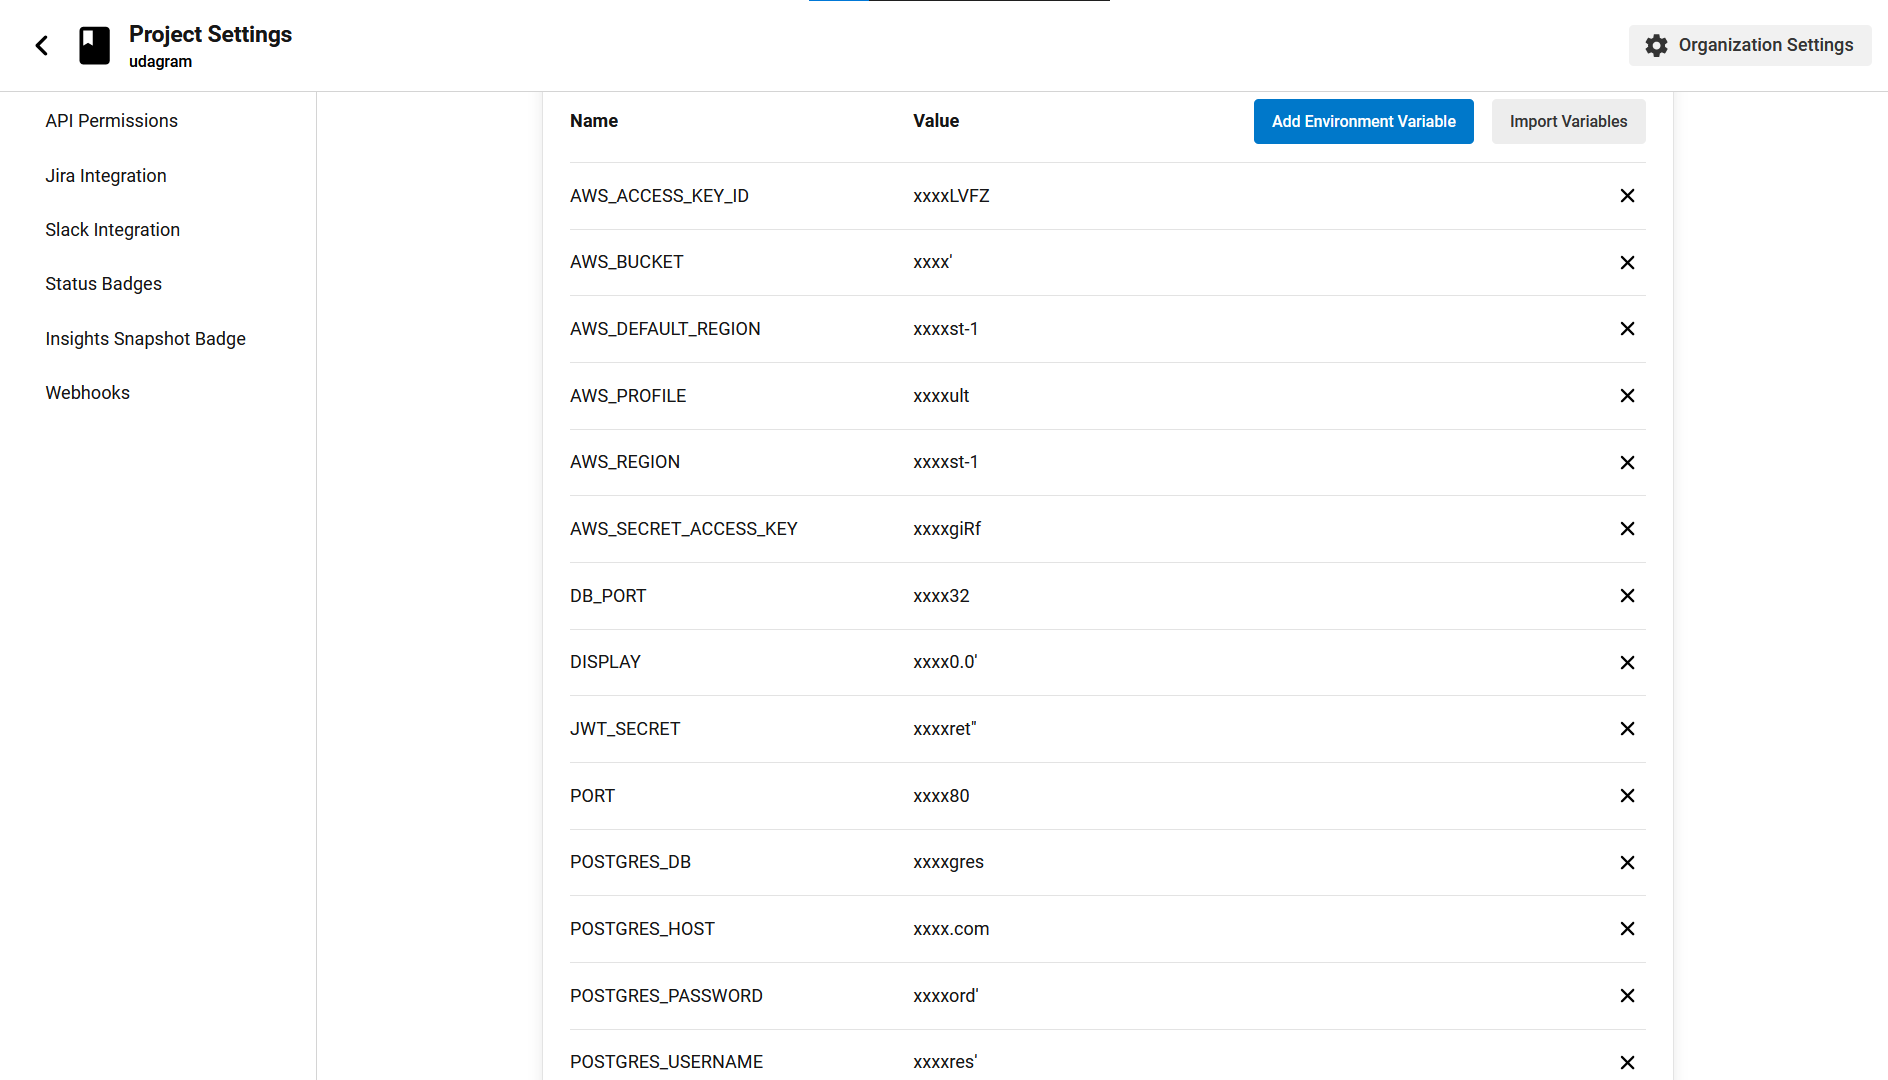 Project Settings
udagram
Organization Settings
API Permissions
Jira Integration
Slack Integration
Status Badges
Insights Snapshot Badge
Webhooks
Name Value Add Environment Variable Import Variables
AWS_ACCESS_KEY_ID xxxxLVFZ
AWS_BUCKET xxxx'
AWS_DEFAULT_REGION xxxxst-1
AWS_PROFILE xxxxult
AWS_REGION xxxxst-1
AWS_SECRET_ACCESS_KEY xxxxgiRf
DB_PORT xxxx32
DISPLAY xxxx0.0'
JWT_SECRET xxxxret"
PORT xxxx80
POSTGRES_DB xxxxgres
POSTGRES_HOST xxxx.com
POSTGRES_PASSWORD xxxxord'
POSTGRES_USERNAME xxxxres'